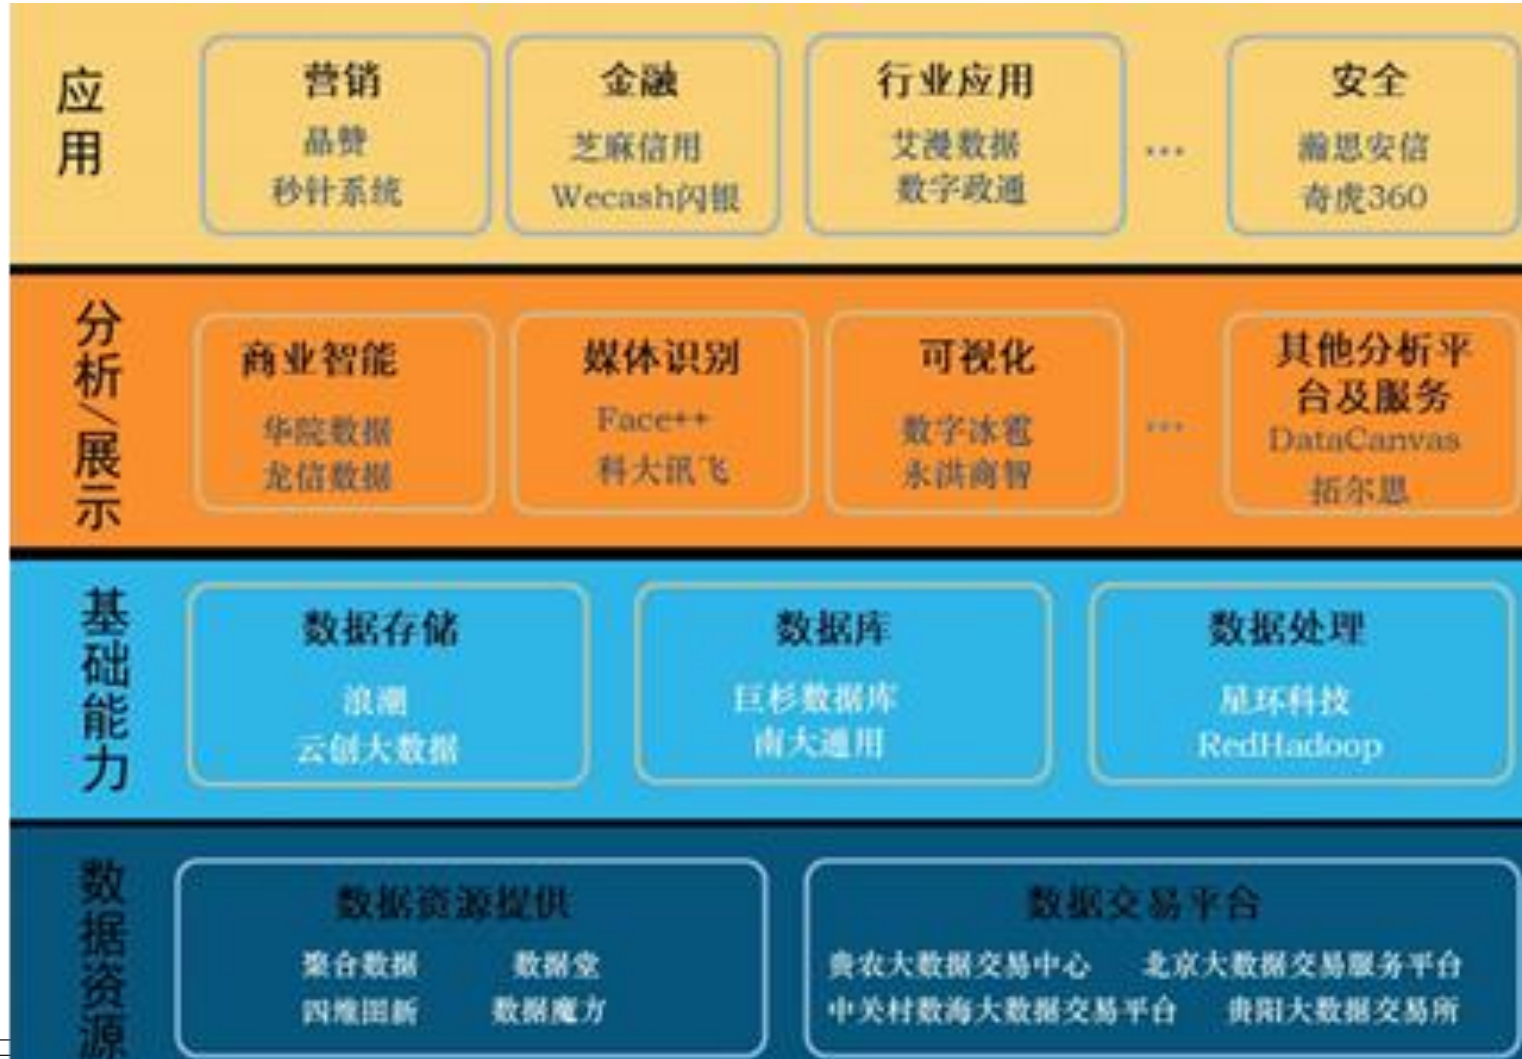 应用
营销
晶赞
秒针系统
金融
芝麻信用
Wecash闪银
行业应用
艾漫数据
数字政通
...
安全
瀚思安信
奇虎360
分析/展示
商业智能
华院数据
龙信数据
媒体识别
Face++
科大讯飞
可视化
数字冰雹
永洪商智
...
其他分析平
台及服务
DataCanvas
拓尔思
基础能力
数据存储
浪潮
云创大数据
数据库
巨杉数据库
南大通用
数据处理
星环科技
RedHadoop
数据资源
数据资源提供
聚合数据 数据堂
四维图新 数据魔方
数据交易平台
贵农大数据交易中心 北京大数据交易服务平台
中关村数海大数据交易平台 贵阳大数据交易所